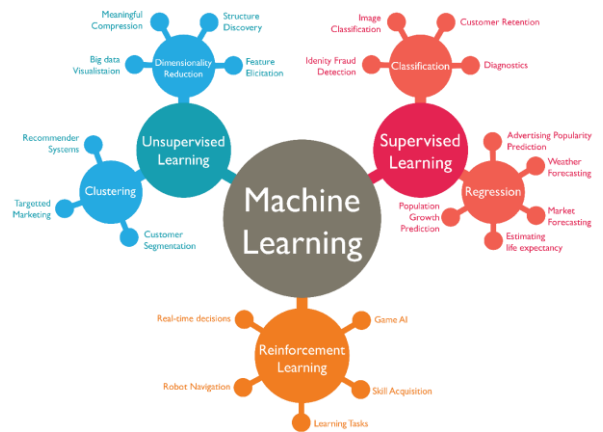 Meaningful
Compression
Structure
Discovery
Big data
Visualistaion
Dimensionality
Reduction
Feature
Elicitation
Unsupervised
Learning
Recommender
Systems
Clustering
Targetted
Marketing
Customer
Segmentation
Machine
Learning
Image
Classification
Customer Retention
Idenity Fraud
Detection
Classification
Diagnostics
Supervised
Learning
Advertising Popularity
Prediction
Weather
Forecasting
Regression
Population
Growth
Prediction
Market
Forecasting
Estimating
life expectancy
Real-time decisions
Game AI
Reinforcement
Learning
Robot Navigation
Skill Acquisition
Learning Tasks